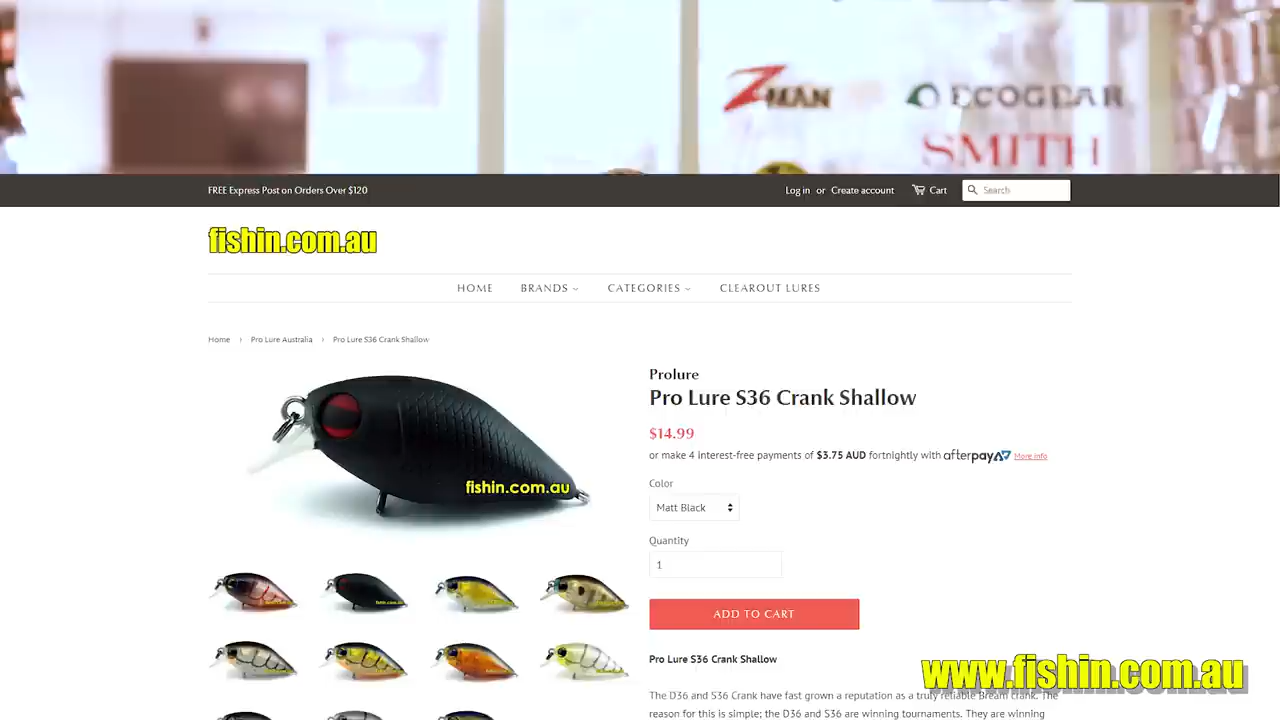 Z-MAN
ECOGEAR
SMITH
FREE Express Post on Orders Over $120
Log in or Create account
Cart
Search
fishin.com.au
HOME
BRANDS
CATEGORIES
CLEAROUT LURES
Home › Pro Lure Australia › Pro Lure S36 Crank Shallow
Prolure
Pro Lure S36 Crank Shallow
$14.99
or make 4 interest-free payments of $3.75 AUD fortnightly with afterpay More info
Color
Matt Black
fishin.com.au
Quantity
1
ADD TO CART
Pro Lure S36 Crank Shallow
www.fishin.com.au
The D36 and S36 Crank have fast grown a reputation as a truly reliable Bream crank. The
reason for this is simple; the D36 and S36 are winning tournaments. They are winning